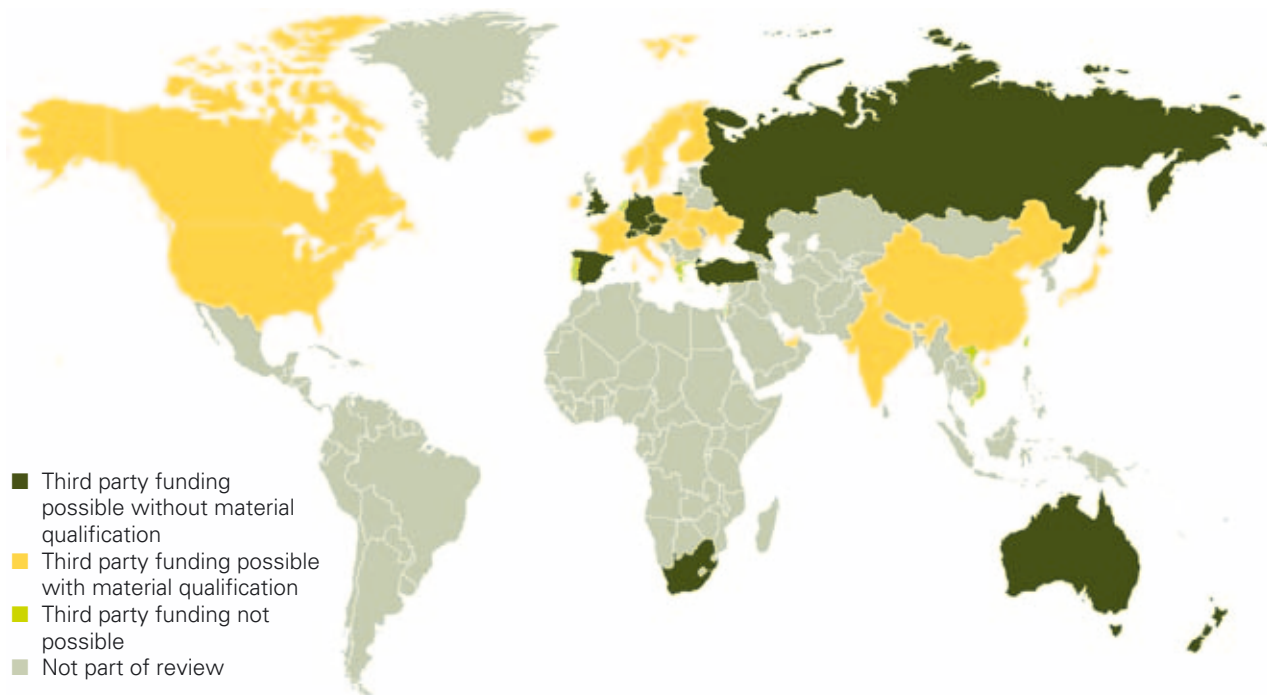 Third party funding
possible without material
qualification
Third party funding possible
with material qualification
Third party funding not
possible
Not part of review